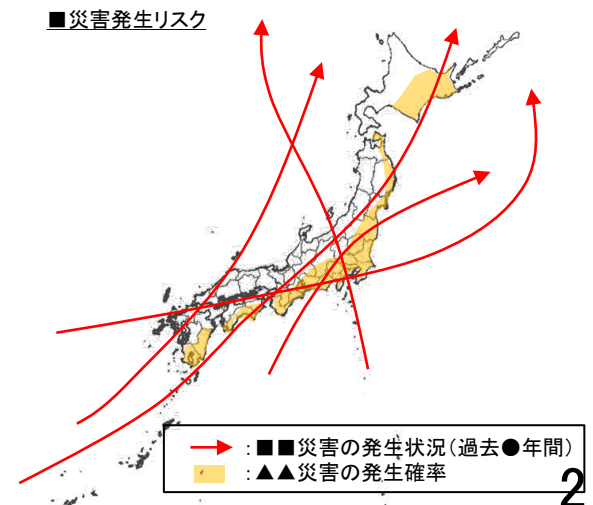 ■災害発生リスク
：■■災害の発生状況（過去●年間）
：▲▲災害の発生確率
2